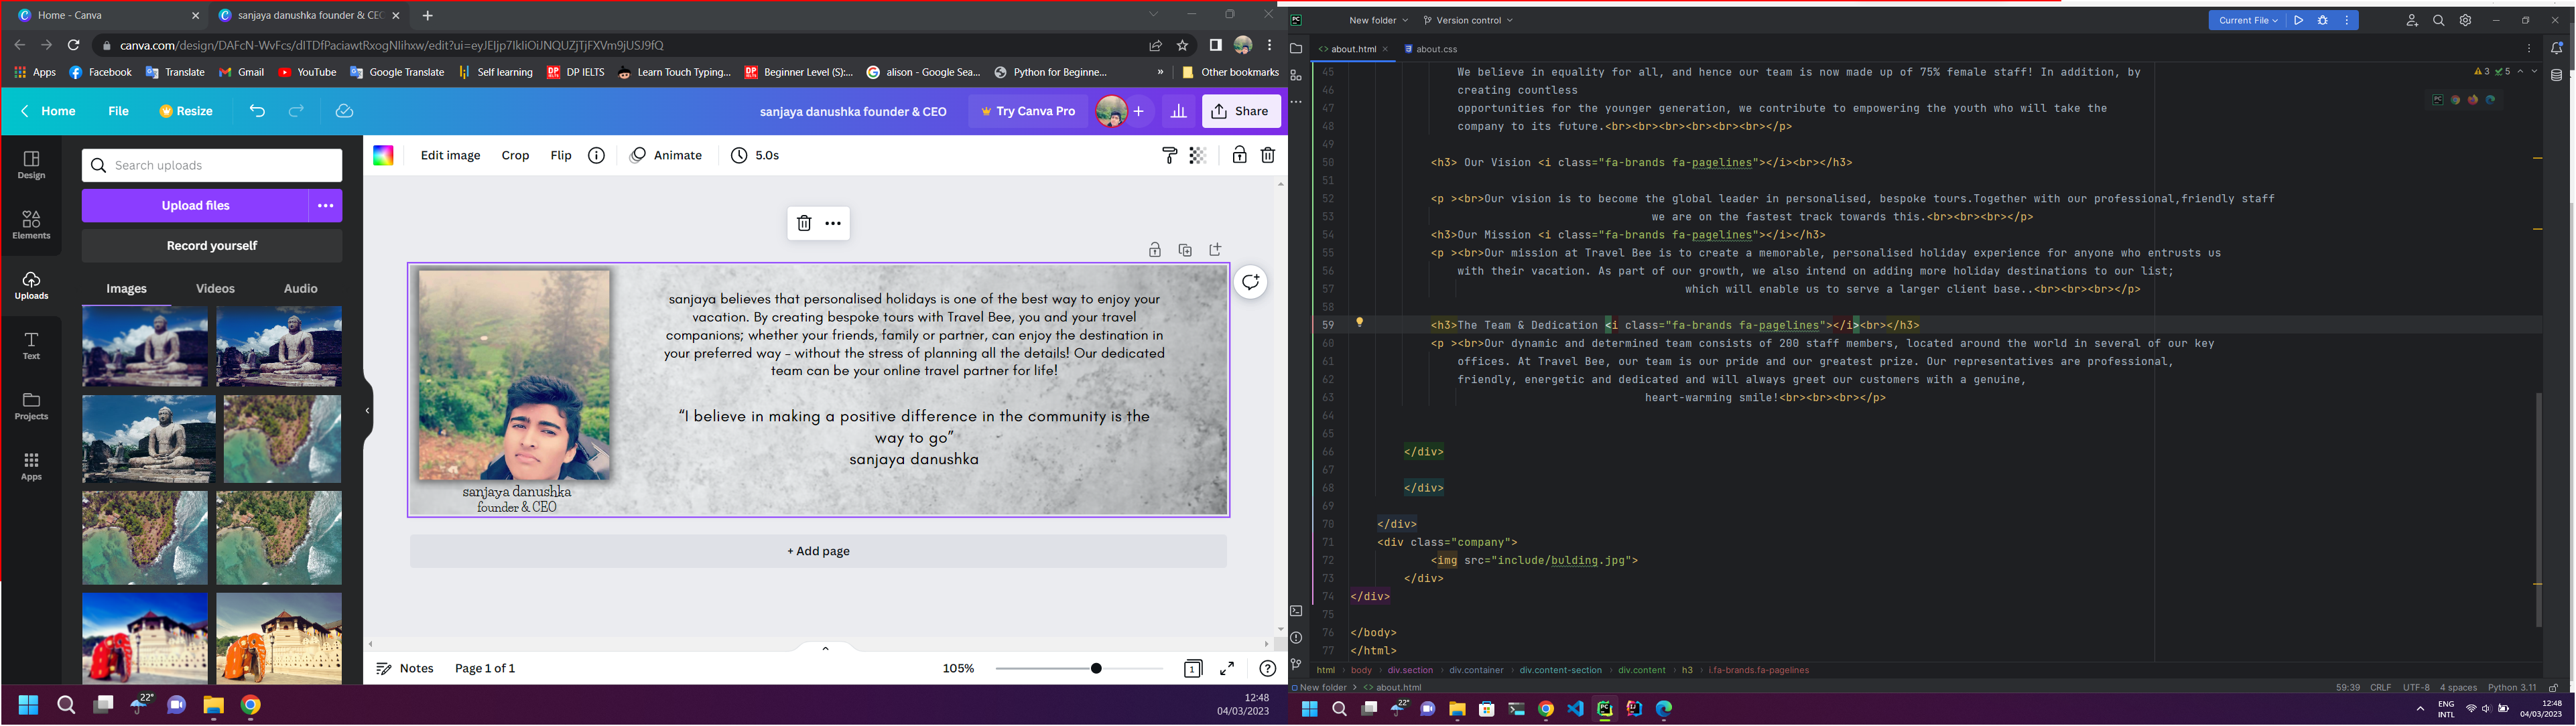 Home - Canva
sanjaya danushka founder & CEO
canva.com/design/DAFcN-WvFcs/dITDfPaciawtRxogNIihxw/edit?ui=eyJEIjp7IkIiOiJNQUZjTjFXVm9jUSJ9fQ
Apps
Facebook
Translate
Gmail
YouTube
Google Translate
Self learning
DP IELTS
Learn Touch Typing...
Beginner Level (S):...
alison - Google Sea...
Python for Beginne...
»
Other bookmarks
Home
File
Resize
sanjaya danushka founder & CEO
Try Canva Pro
Share
Design
Elements
Uploads
Text
Projects
Apps
Search uploads
Upload files
Record yourself
Images
Videos
Audio
Edit image
Crop
Flip
Animate
5.0s
sanjaya believes that personalised holidays is one of the best way to enjoy your
vacation. By creating bespoke tours with Travel Bee, you and your travel
companions; whether your friends, family or partner, can enjoy the destination in
your preferred way – without the stress of planning all the details! Our dedicated
team can be your online travel partner for life!
“I believe in making a positive difference in the community is the
way to go”
sanjaya danushka
sanjaya danushka
founder & CEO
+ Add page
Notes
Page 1 of 1
105%
1
22°
12:48
04/03/2023
New folder
Version control
Current File
about.html
about.css
3
5
45 We believe in equality for all, and hence our team is now made up of 75% female staff! In addition, by
46 creating countless
47 opportunities for the younger generation, we contribute to empowering the youth who will take the
48 company to its future.<br><br><br><br><br><br></p>
49
50 <h3> Our Vision <i class="fa-brands fa-pagelines"></i><br></h3>
51
52 <p ><br>Our vision is to become the global leader in personalised, bespoke tours.Together with our professional,friendly staff
53 we are on the fastest track towards this.<br><br><br></p>
54 <h3>Our Mission <i class="fa-brands fa-pagelines"></i></h3>
55 <p ><br>Our mission at Travel Bee is to create a memorable, personalised holiday experience for anyone who entrusts us
56 with their vacation. As part of our growth, we also intend on adding more holiday destinations to our list;
57 which will enable us to serve a larger client base..<br><br><br></p>
58
59 <h3>The Team & Dedication <i class="fa-brands fa-pagelines"></i><br></h3>
60 <p ><br>Our dynamic and determined team consists of 200 staff members, located around the world in several of our key
61 offices. At Travel Bee, our team is our pride and our greatest prize. Our representatives are professional,
62 friendly, energetic and dedicated and will always greet our customers with a genuine,
63 heart-warming smile!<br><br><br></p>
64
65
66 </div>
67
68 </div>
69
70 </div>
71 <div class="company">
72 <img src="include/bulding.jpg">
73 </div>
74 </div>
75
76 </body>
77 </html>
html › body › div.section › div.container › div.content-section › div.content › h3 › i.fa-brands.fa-pagelines
New folder › <> about.html
59:39 CRLF UTF-8 4 spaces Python 3.11
22°
ENG
INTL
12:48
04/03/2023